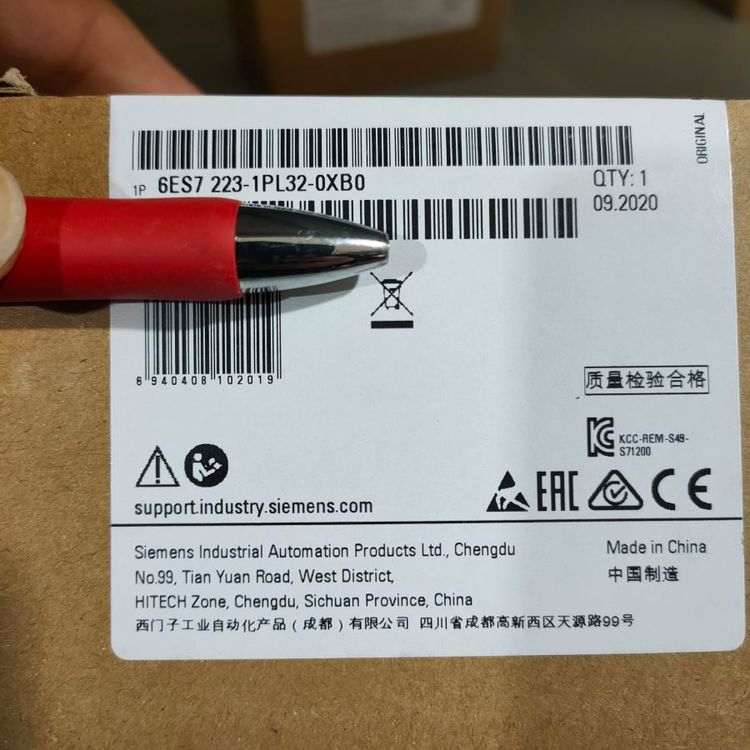 ORIGINAL
1P 6ES7 223-1PL32-0XB0
QTY: 1
09.2020
6 940408 102019
质量检验合格
KCC-REM-S49-
S71200
support.industry.siemens.com
EAC
CE
Siemens Industrial Automation Products Ltd., Chengdu
Made in China
No.99, Tian Yuan Road, West District,
中国制造
HITECH Zone, Chengdu, Sichuan Province, China
西门子工业自动化产品（成都）有限公司 四川省成都高新西区天源路99号